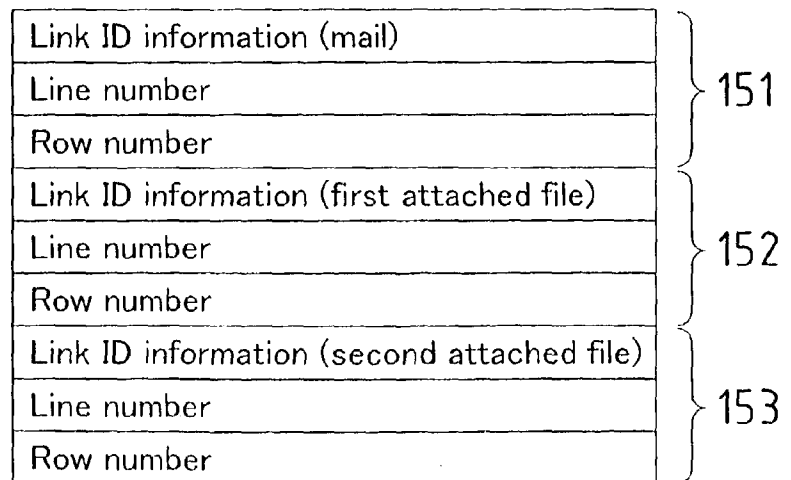 Link ID information (mail)
Line number
Row number
151
Link ID information (first attached file)
Line number
Row number
152
Link ID information (second attached file)
Line number
Row number
153